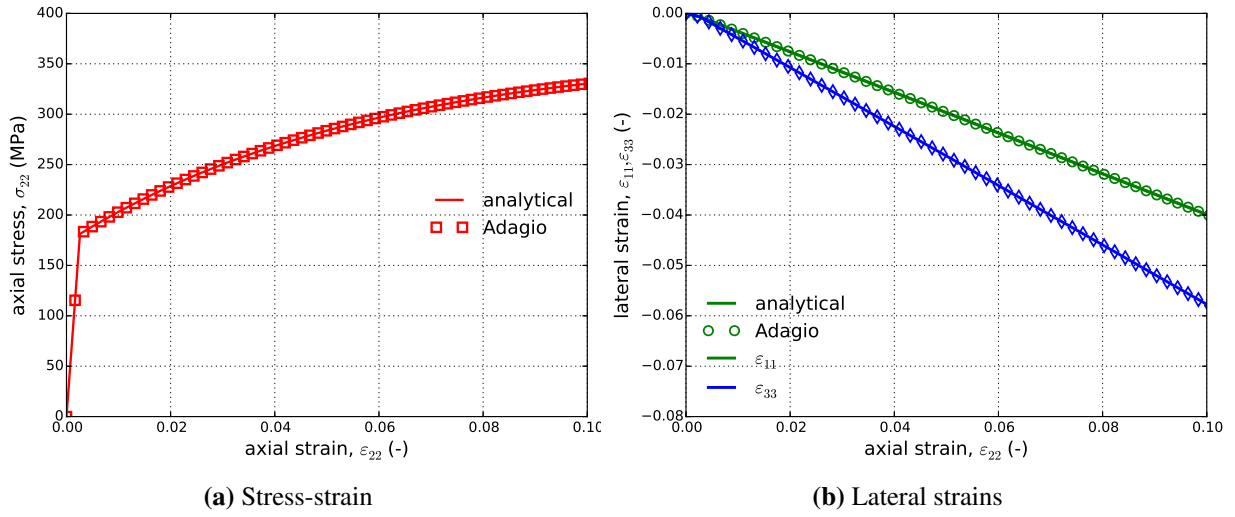 400
350
300
250
200
150
100
50
0
axial stress, σ22 (MPa)
analytical
Adagio
0.00 0.02 0.04 0.06 0.08 0.10
axial strain, ε22 (-)
(a) Stress-strain
0.00
−0.01
−0.02
−0.03
−0.04
−0.05
−0.06
−0.07
−0.08
lateral strain, ε11,ε33 (-)
analytical
Adagio
ε11
ε33
0.00 0.02 0.04 0.06 0.08 0.10
axial strain, ε22 (-)
(b) Lateral strains